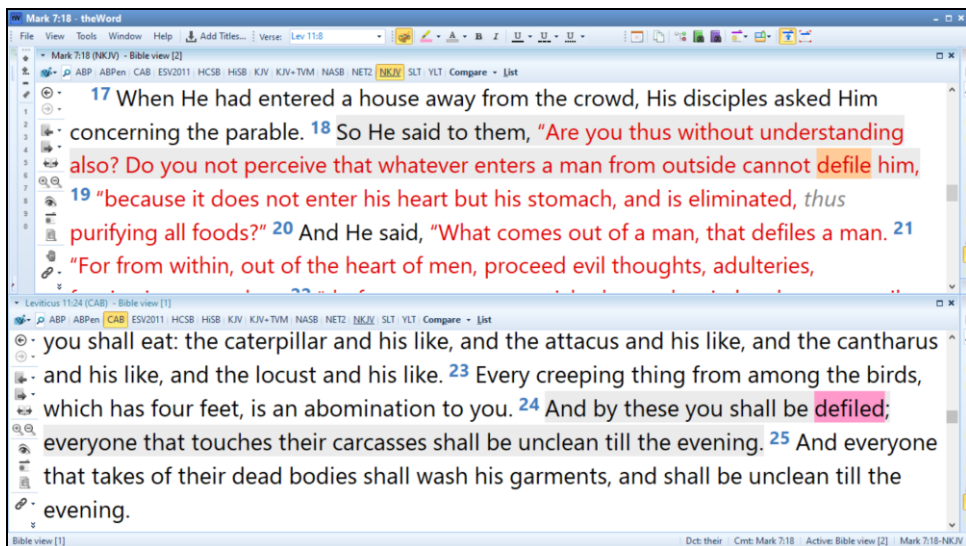 Mark 7:18 - theWord
File View Tools Window Help Add Titles... Verse: Lev 11:8 A B I U U U
Mark 7:18 (NKJV) - Bible view [2]
ABP ABPen CAB ESV2011 HCSB HiSB KJV KJV+TVM NASB NET2 NKJV SLT YLT Compare List
17 When He had entered a house away from the crowd, His disciples asked Him
concerning the parable. 18 So He said to them, "Are you thus without understanding
also? Do you not perceive that whatever enters a man from outside cannot defile him,
19 "because it does not enter his heart but his stomach, and is eliminated, thus
purifying all foods?" 20 And He said, "What comes out of a man, that defiles a man. 21
"For from within, out of the heart of men, proceed evil thoughts, adulteries,
Leviticus 11:24 (CAB) - Bible view [1]
ABP ABPen CAB ESV2011 HCSB HiSB KJV KJV+TVM NASB NET2 NKJV SLT YLT Compare List
you shall eat: the caterpillar and his like, and the attacus and his like, and the cantharus
and his like, and the locust and his like. 23 Every creeping thing from among the birds,
which has four feet, is an abomination to you. 24 And by these you shall be defiled;
everyone that touches their carcasses shall be unclean till the evening. 25 And everyone
that takes of their dead bodies shall wash his garments, and shall be unclean till the
evening.
Bible view [1] Dct: their Cmt: Mark 7:18 Active: Bible view [2] Mark 7:18-NKJV